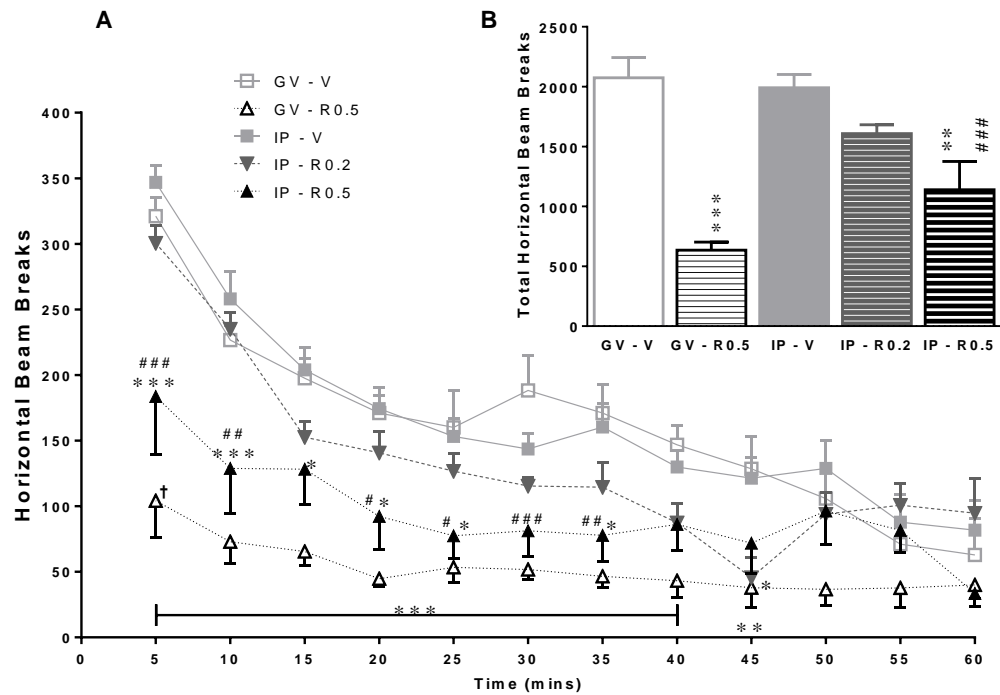 A
GV - V
GV - R0.5
IP - V
IP - R0.2
IP - R0.5
400
350
300
250
200
150
100
50
0
Horizontal Beam Breaks
###
***
##
***
*
†
# *
# *
###
## *
*
***
**
0 5 10 15 20 25 30 35 40 45 50 55 60
Time (mins)
B
2500
2000
1500
1000
500
0
Total Horizontal Beam Breaks
***
** ###
GV - V GV - R0.5 IP - V IP - R0.2 IP - R0.5